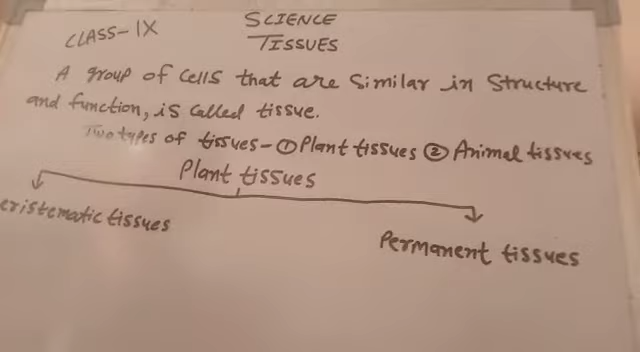 CLASS-IX
SCIENCE
TISSUES
A group of cells that are Similar in Structure
and function, is called tissue.
Two types of tissues- ① Plant tissues ② Animal tissues
Plant tissues
eristematic tissues
Permanent tissues